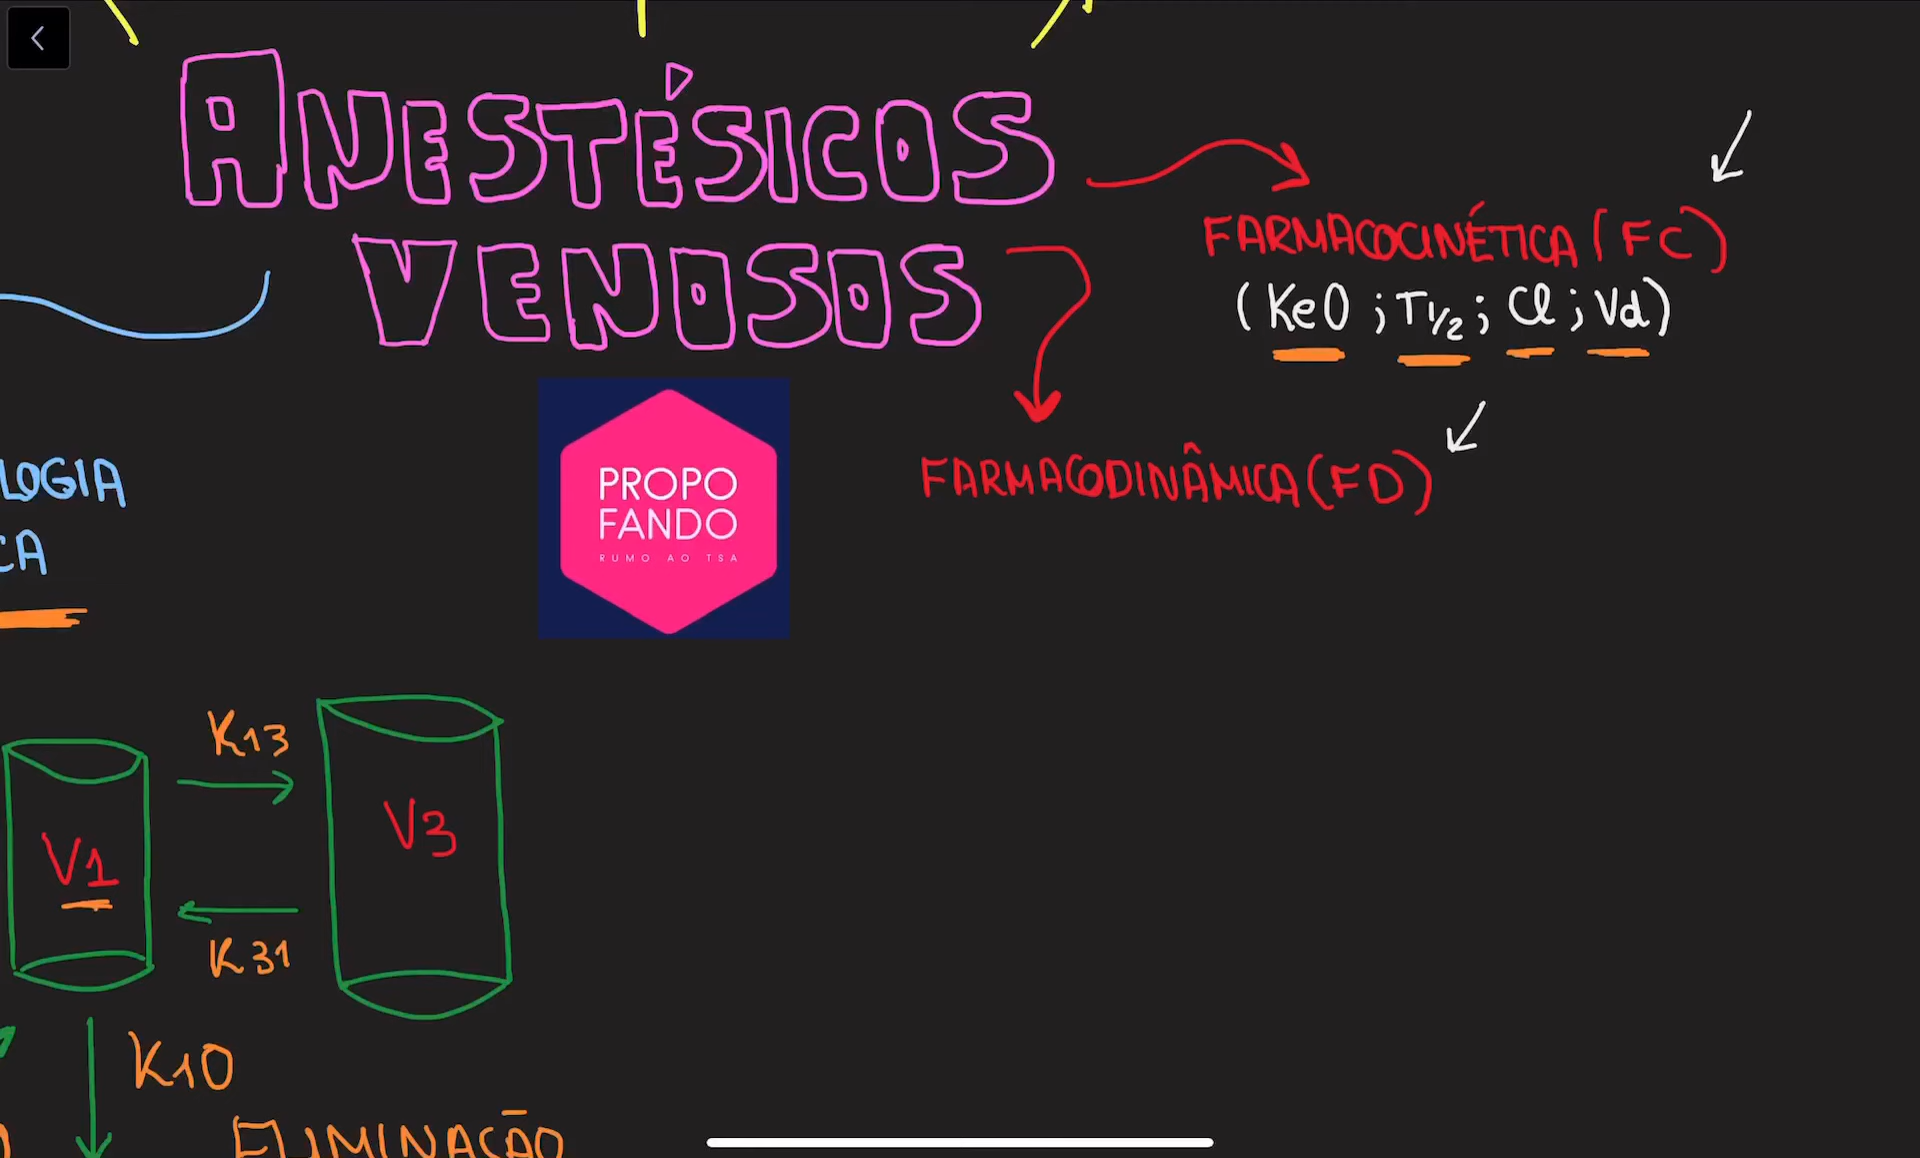 ANESTÉSICOS
VENOSOS
FARMACOCINÉTICA (FC)
(Ke0 ; T1/2 ; Cl ; Vd)
FARMACODINÂMICA (FD)
PROPO
FANDO
RUMO AO TSA
LOGIA
CA
K13
V1
V3
K31
K10
ELIMINAÇÃO